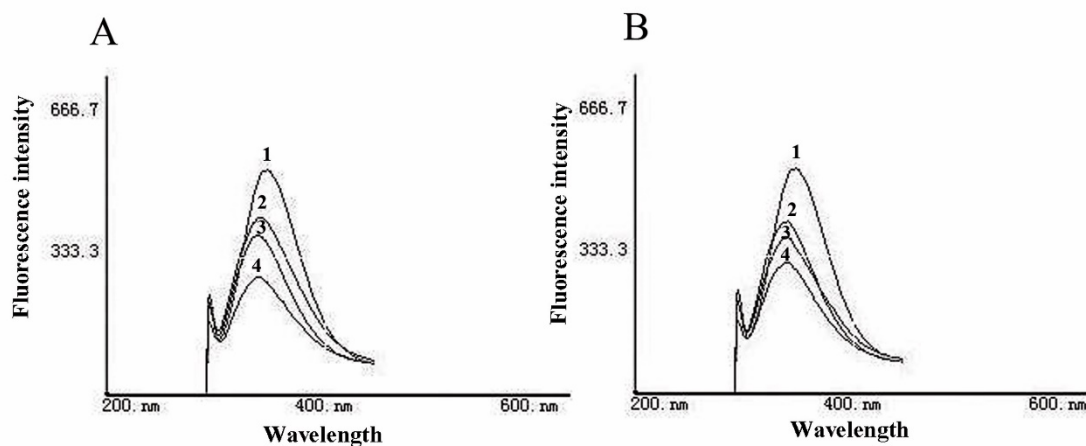 A
Fluorescence intensity
666.7
333.3
1
2
3
4
200.nm 400.nm 600.nm
Wavelength
B
Fluorescence intensity
666.7
333.3
1
2
3
4
200.nm 400.nm 600.nm
Wavelength